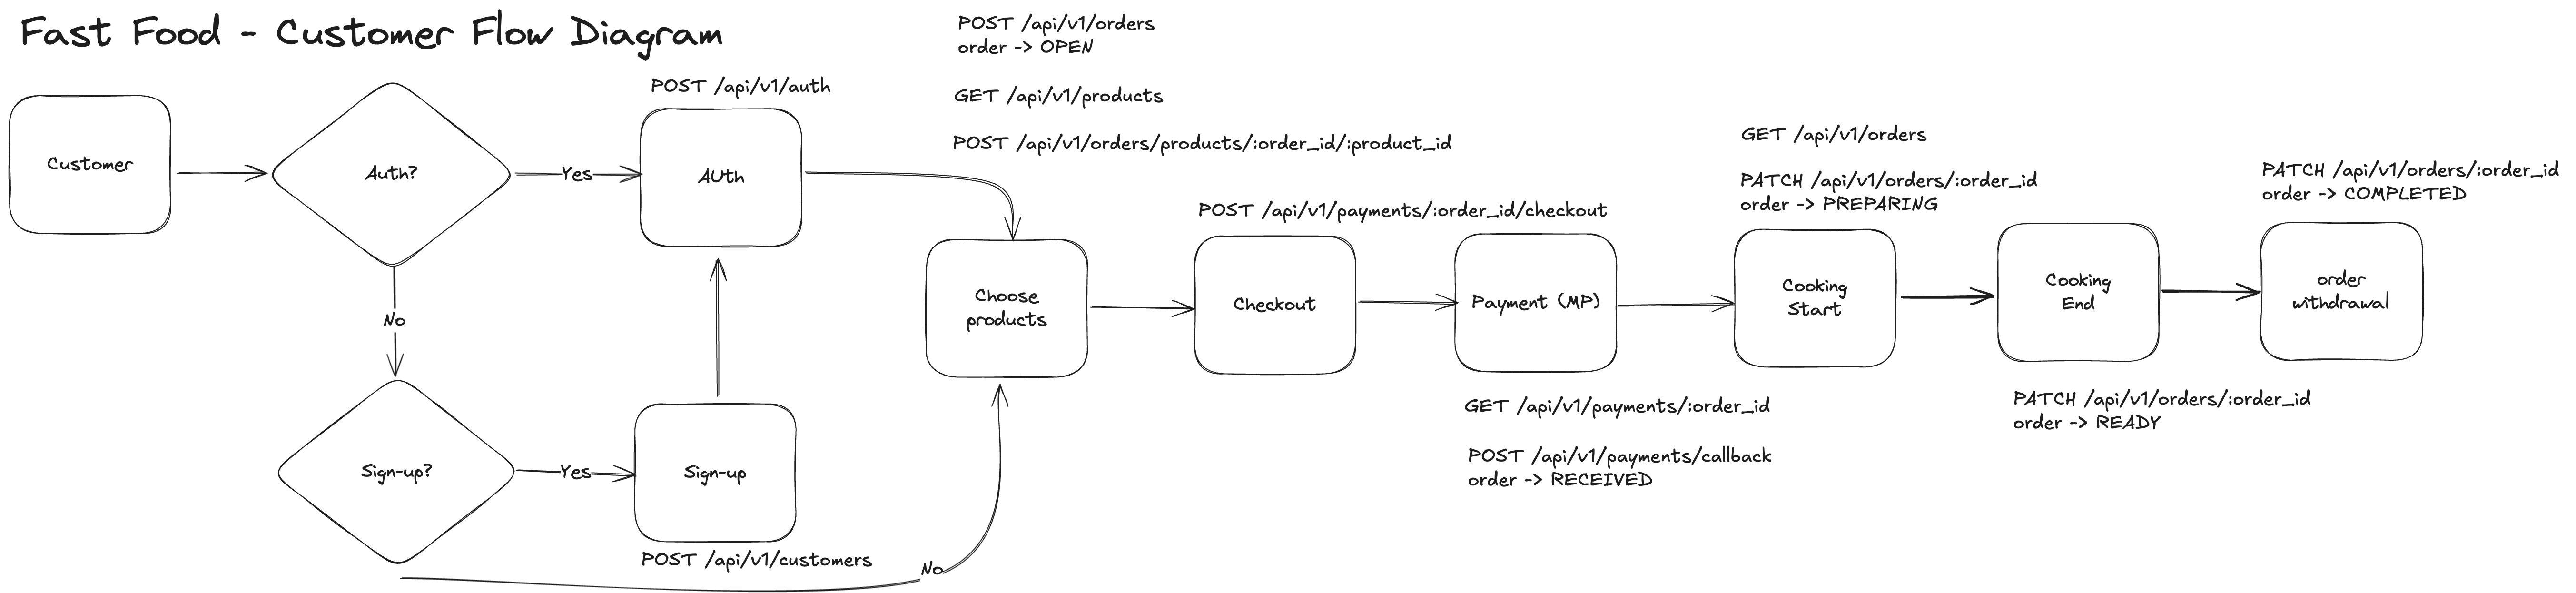 Fast Food - Customer Flow Diagram
Customer
Auth?
Yes
No
POST /api/v1/auth
AUth
Sign-up?
Yes
No
Sign-up
POST /api/v1/customers
POST /api/v1/orders
order -> OPEN
GET /api/v1/products
POST /api/v1/orders/products/:order_id/:product_id
Choose
products
POST /api/v1/payments/:order_id/checkout
Checkout
Payment (MP)
GET /api/v1/payments/:order_id
POST /api/v1/payments/callback
order -> RECEIVED
GET /api/v1/orders
PATCH /api/v1/orders/:order_id
order -> PREPARING
Cooking
Start
Cooking
End
PATCH /api/v1/orders/:order_id
order -> READY
PATCH /api/v1/orders/:order_id
order -> COMPLETED
order
withdrawal